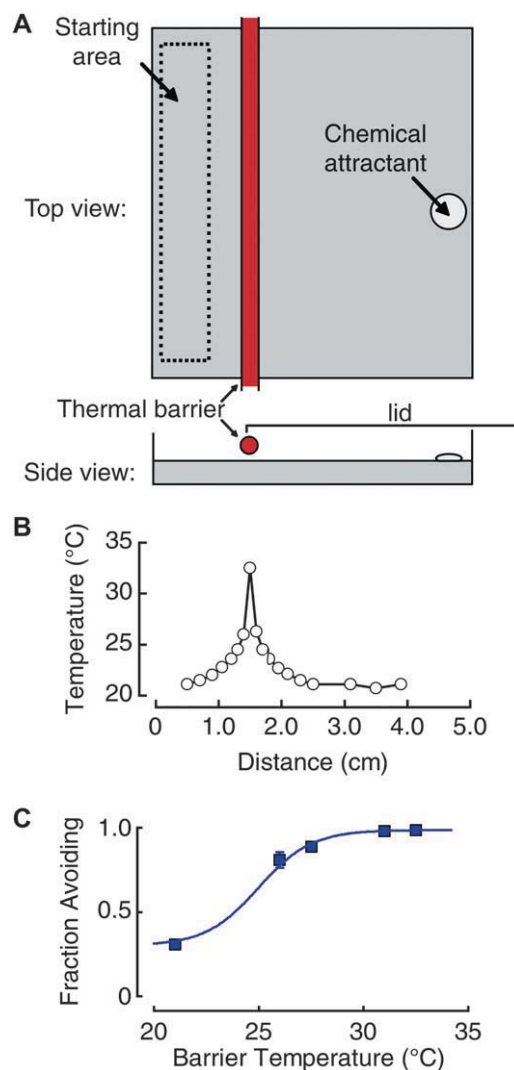 A
Starting
area
Chemical
attractant
Top view:
Thermal barrier
lid
Side view:
B
Temperature (°C)
35
30
25
20
0 1.0 2.0 3.0 4.0 5.0
Distance (cm)
C
Fraction Avoiding
1.0
0.5
0
20 25 30 35
Barrier Temperature (°C)